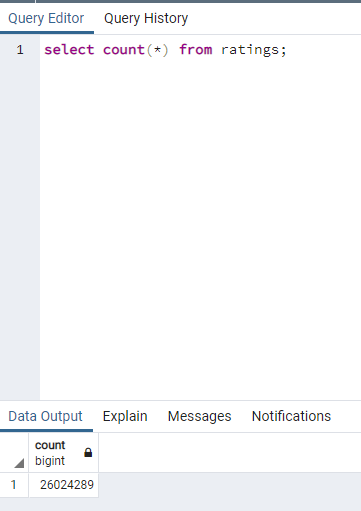 Query Editor Query History
1 select count(*) from ratings;
Data Output Explain Messages Notifications
count
bigint
1 26024289